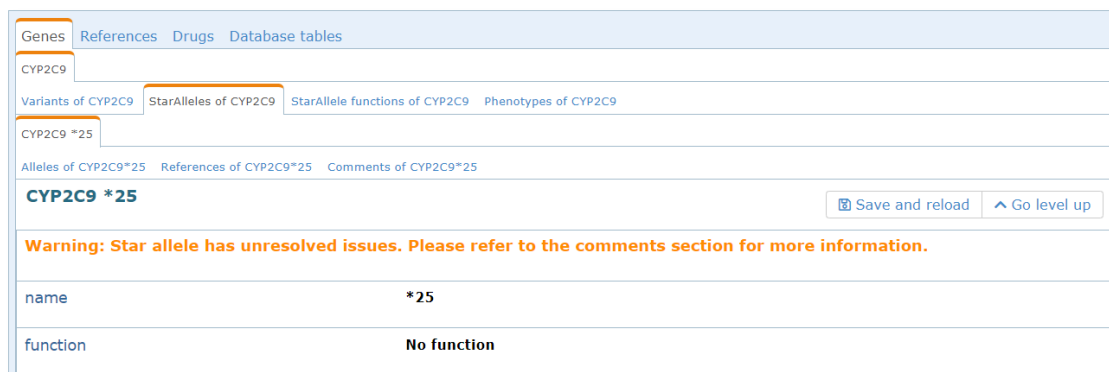 Genes References Drugs Database tables
CYP2C9
Variants of CYP2C9 StarAlleles of CYP2C9 StarAllele functions of CYP2C9 Phenotypes of CYP2C9
CYP2C9 *25
Alleles of CYP2C9*25 References of CYP2C9*25 Comments of CYP2C9*25
CYP2C9 *25
Save and reload Go level up
Warning: Star allele has unresolved issues. Please refer to the comments section for more information.
name *25
function No function